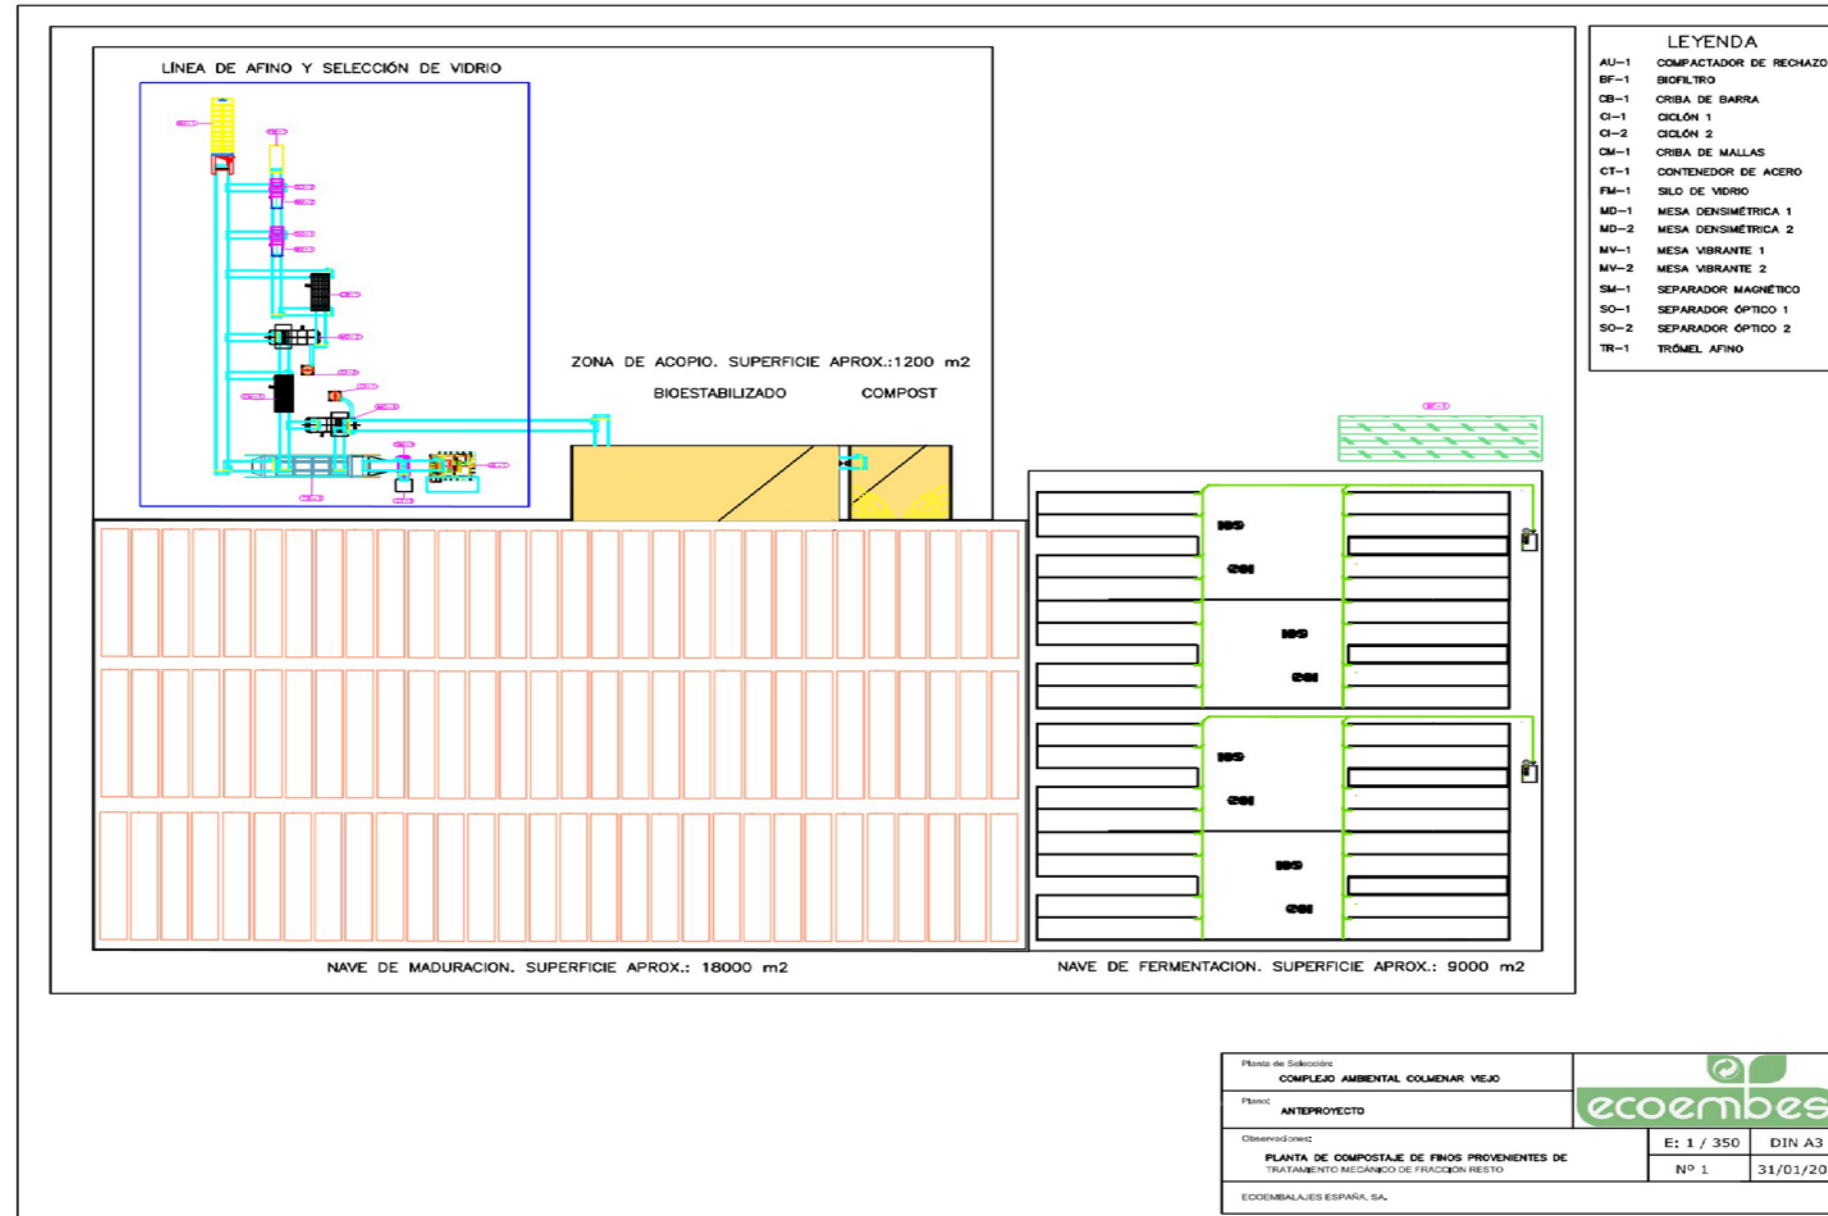 LÍNEA DE AFINO Y SELECCIÓN DE VIDRIO
ZONA DE ACOPIO. SUPERFICIE APROX.:1200 m2
BIOESTABILIZADO COMPOST
NAVE DE MADURACION. SUPERFICIE APROX.: 18000 m2
NAVE DE FERMENTACION. SUPERFICIE APROX.: 9000 m2
LEYENDA
AU-1 COMPACTADOR DE RECHAZO
BF-1 BIOFILTRO
CB-1 CRIBA DE BARRA
CI-1 CICLÓN 1
CI-2 CICLÓN 2
CM-1 CRIBA DE MALLAS
CT-1 CONTENEDOR DE ACERO
FM-1 SILO DE VIDRIO
MD-1 MESA DENSIMÉTRICA 1
MD-2 MESA DENSIMÉTRICA 2
MV-1 MESA VIBRANTE 1
MV-2 MESA VIBRANTE 2
SM-1 SEPARADOR MAGNÉTICO
SO-1 SEPARADOR ÓPTICO 1
SO-2 SEPARADOR ÓPTICO 2
TR-1 TRÓMEL AFINO
Planta de Selección:
COMPLEJO AMBIENTAL COLMENAR VIEJO
Plano:
ANTEPROYECTO
ecoembes
Observaciones:
PLANTA DE COMPOSTAJE DE FINOS PROVENIENTES DE
TRATAMIENTO MECÁNICO DE FRACCIÓN RESTO
E: 1 / 350 DIN A3
Nº 1 31/01/20
ECOEMBALAJES ESPAÑA, SA.